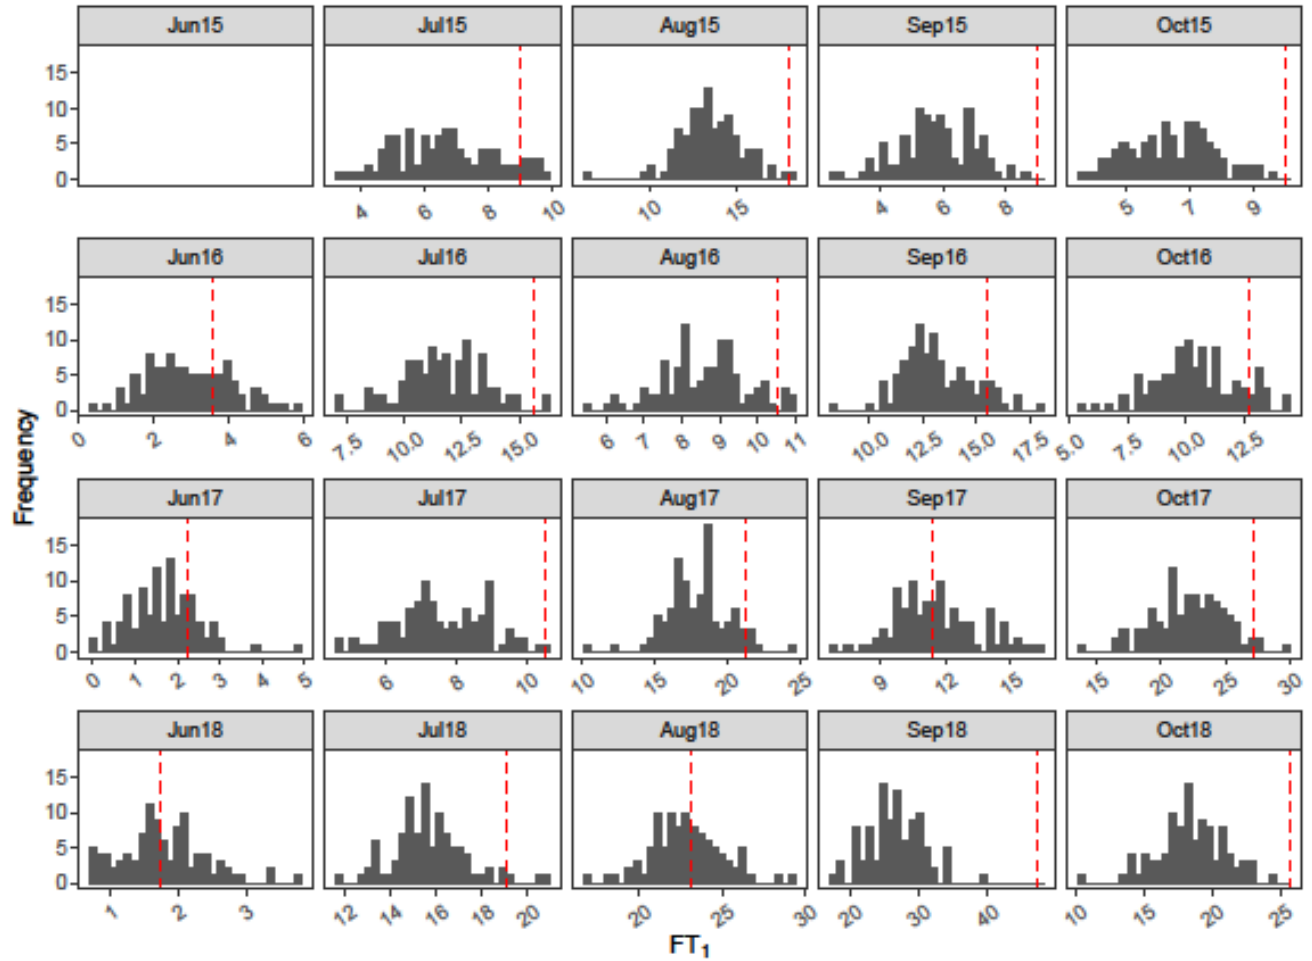 Jun15 Jul15 Aug15 Sep15 Oct15
15
10
5
0
4 6 8 10 10 15 4 6 8 5 7 9
Jun16 Jul16 Aug16 Sep16 Oct16
15
10
5
0
0 2 4 6 7.5 10.0 12.5 15.0 6 7 8 9 10 11 10.0 12.5 15.0 17.5 5.0 7.5 10.0 12.5
Frequency
Jun17 Jul17 Aug17 Sep17 Oct17
15
10
5
0
0 1 2 3 4 5 6 8 10 10 15 20 25 9 12 15 15 20 25 30
Jun18 Jul18 Aug18 Sep18 Oct18
15
10
5
0
1 2 3 12 14 16 18 20 20 25 30 20 30 40 10 15 20 25
FT₁